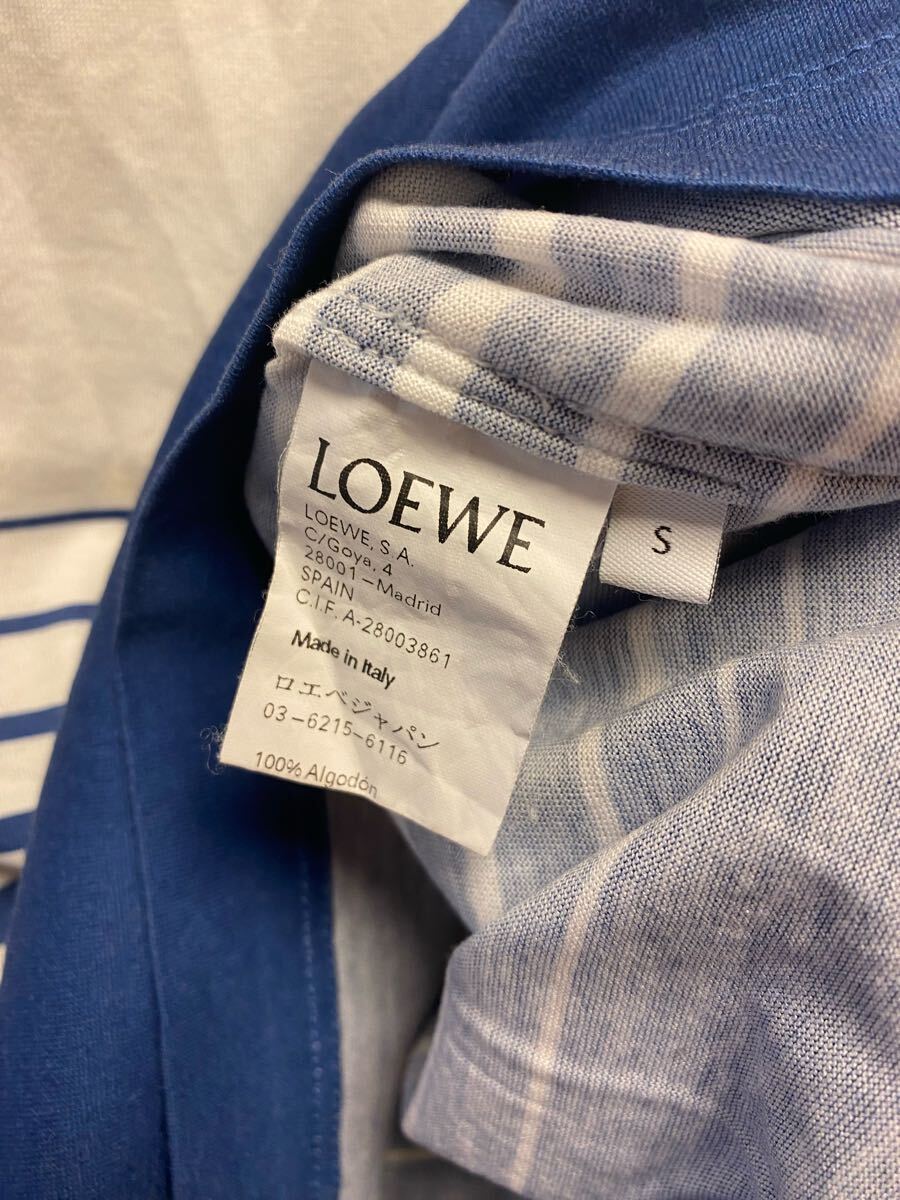 LOEWE
LOEWE, S.A.
C/Goya, 4
28001-Madrid
SPAIN
C.I.F. A-28003861
Made in Italy
ロエベジャパン
03-6215-6116
100% Algodón
S